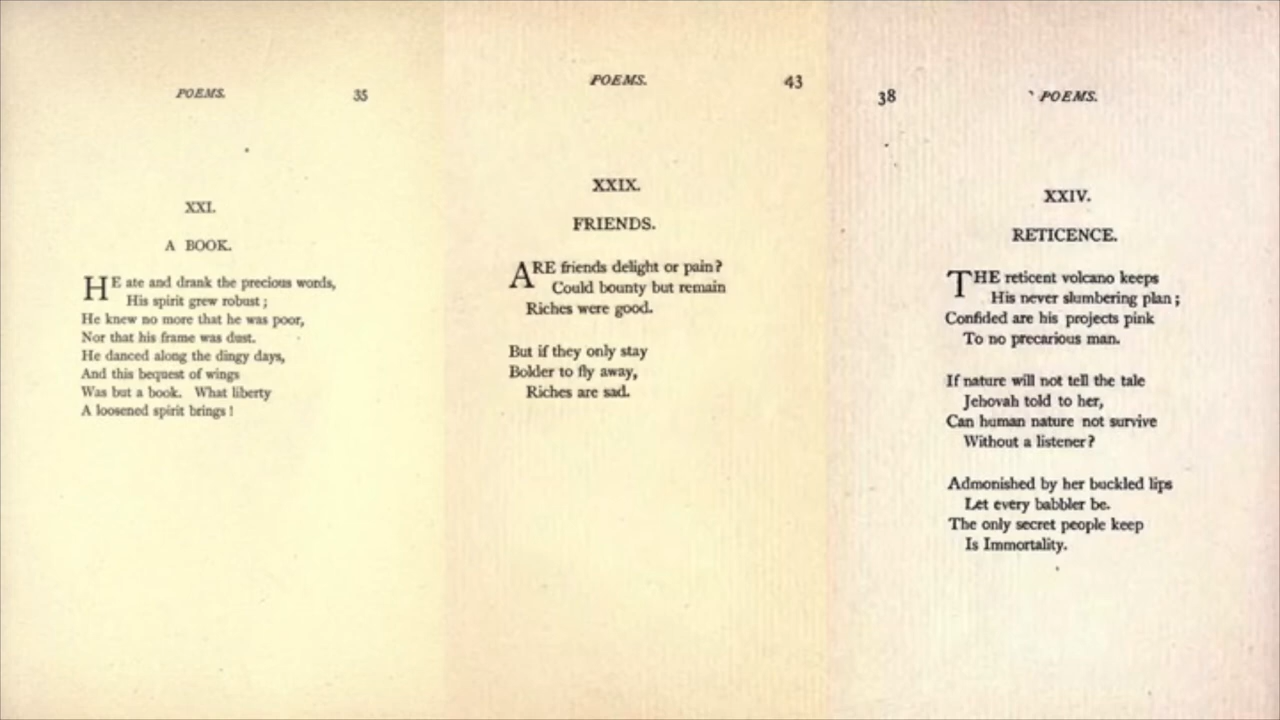 POEMS. 35
XXI.
A BOOK.
HE ate and drank the precious words,
His spirit grew robust ;
He knew no more that he was poor,
Nor that his frame was dust.
He danced along the dingy days,
And this bequest of wings
Was but a book. What liberty
A loosened spirit brings !
POEMS. 43
XXIX.
FRIENDS.
ARE friends delight or pain?
Could bounty but remain
Riches were good.
But if they only stay
Bolder to fly away,
Riches are sad.
38 POEMS.
XXIV.
RETICENCE.
THE reticent volcano keeps
His never slumbering plan ;
Confided are his projects pink
To no precarious man.
If nature will not tell the tale
Jehovah told to her,
Can human nature not survive
Without a listener?
Admonished by her buckled lips
Let every babbler be.
The only secret people keep
Is Immortality.